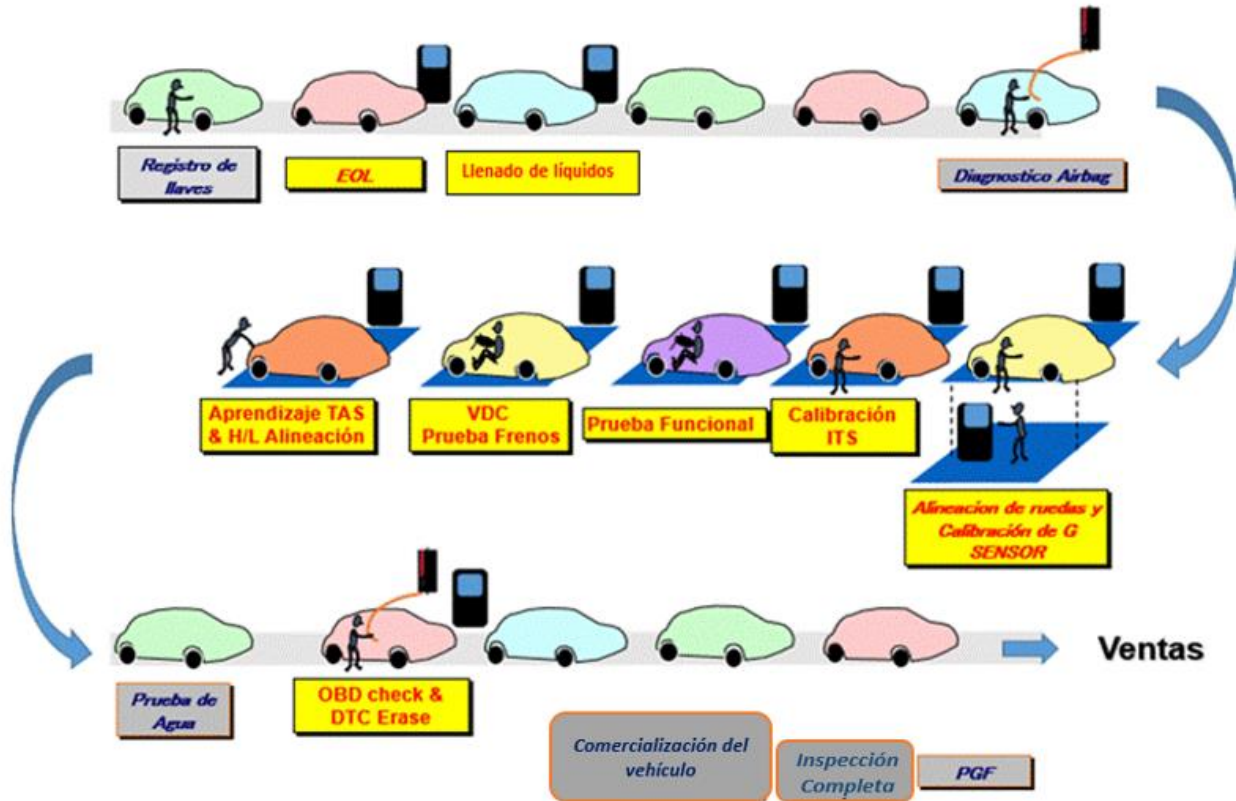 Registro de
llaves
EOL
Llenado de líquidos
Diagnostico Airbag
Aprendizaje TAS
& H/L Alineación
VDC
Prueba Frenos
Prueba Funcional
Calibración
ITS
Alineacion de ruedas y
Calibración de G
SENSOR
Prueba de
Agua
OBD check &
DTC Erase
Ventas
Comercialización del
vehículo
Inspección
Completa
PGF